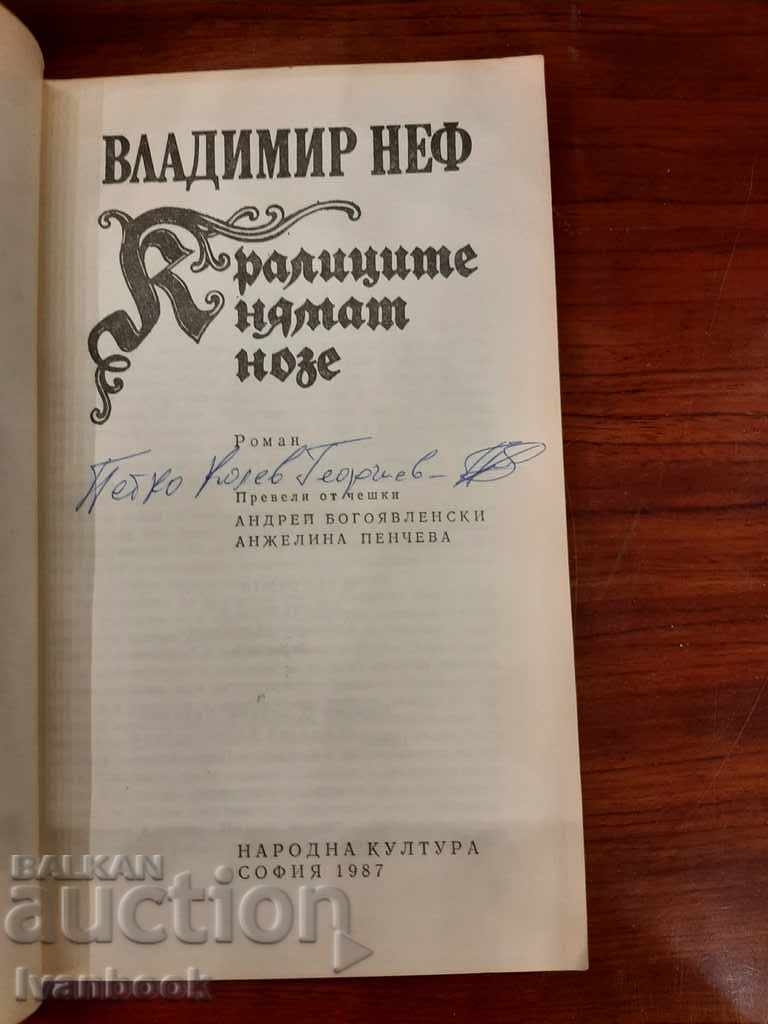 ВЛАДИМИР НЕФ
Кралиците
нямат
нозе
Роман
Петко Колев Георгиев -
Превели от чешки
АНДРЕЙ БОГОЯВЛЕНСКИ
АНЖЕЛИНА ПЕНЧЕВА
НАРОДНА КУЛТУРА
СОФИЯ 1987
BALKAN
auction
Ivanbook